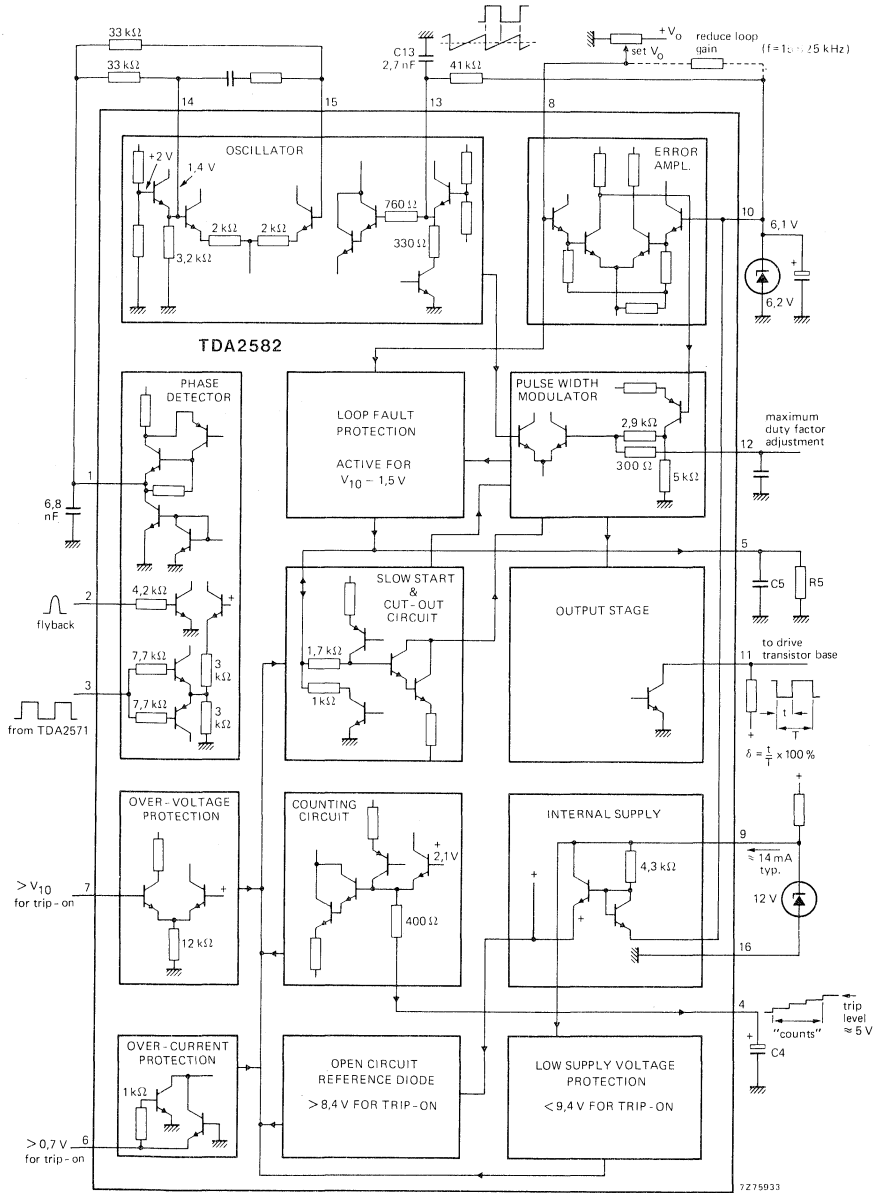 33 kΩ
33 kΩ
C13
2,7 nF
41 kΩ
+Vo
set Vo
reduce loop
gain
14
15
13
8
OSCILLATOR
+2 V
1,4 V
2 kΩ
2 kΩ
3,2 kΩ
760 Ω
330 Ω
ERROR
AMPL.
10
6,1 V
+
6,2 V
TDA2582
PHASE
DETECTOR
1
6,8
nF
2
4,2 kΩ
+
flyback
7,7 kΩ
3
kΩ
3
7,7 kΩ
3
kΩ
from TDA2571
LOOP FAULT
PROTECTION
ACTIVE FOR
V10 – 1,5 V
PULSE WIDTH
MODULATOR
2,9 kΩ
300 Ω
5 kΩ
maximum
duty factor
adjustment
12
5
C5
R5
SLOW START
&
CUT-OUT
CIRCUIT
1,7 kΩ
1 kΩ
OUTPUT STAGE
to drive
transistor base
11
t
T
+
δ = t/T x 100 %
OVER-VOLTAGE
PROTECTION
> V10
for trip-on
7
+
12 kΩ
COUNTING
CIRCUIT
+
2,1 V
400 Ω
INTERNAL SUPPLY
4,3 kΩ
+
+
+
9
≈ 14 mA
typ.
12 V
16
4
trip
level
≈ 5 V
"counts"
+
C4
OVER-CURRENT
PROTECTION
1 kΩ
> 0,7 V
for trip-on
6
OPEN CIRCUIT
REFERENCE DIODE
> 8,4 V FOR TRIP-ON
LOW SUPPLY VOLTAGE
PROTECTION
< 9,4 V FOR TRIP-ON
7Z75933